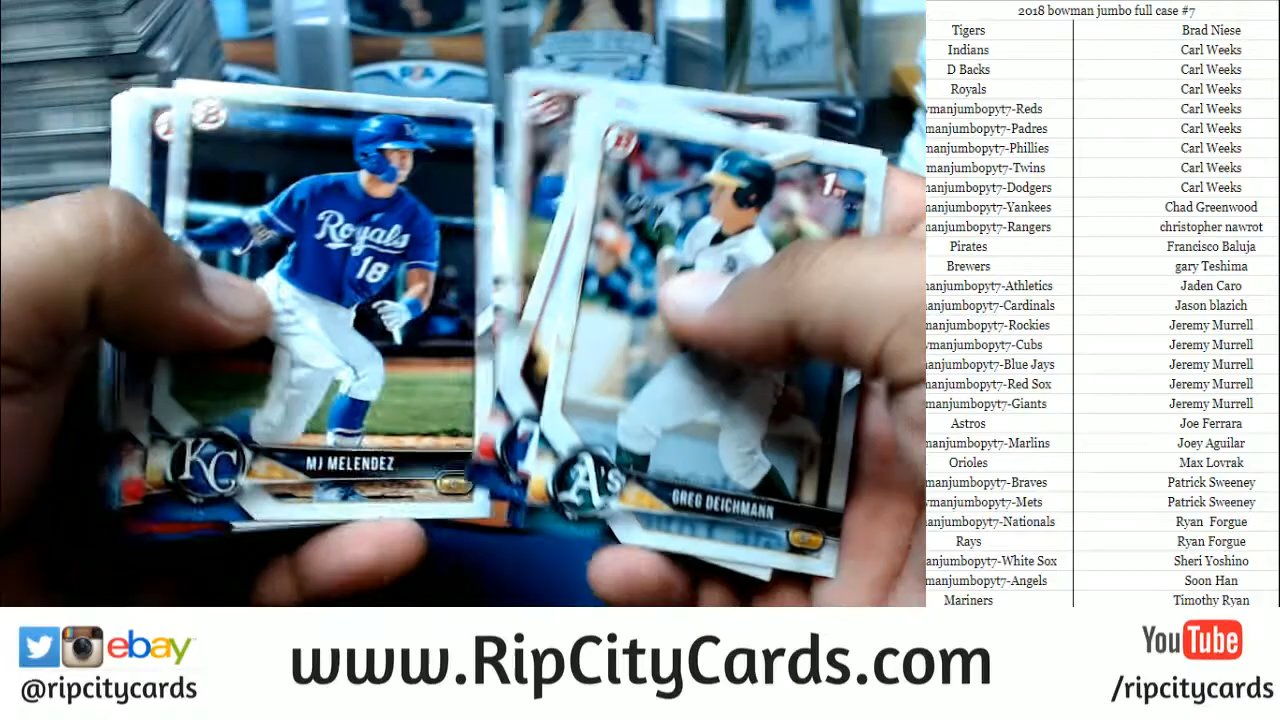 2018 bowman jumbo full case #7
Tigers Brad Niese
Indians Carl Weeks
D Backs Carl Weeks
Royals Carl Weeks
manjumbopyt7-Reds Carl Weeks
manjumbopyt7-Padres Carl Weeks
manjumbopyt7-Phillies Carl Weeks
manjumbopyt7-Twins Carl Weeks
manjumbopyt7-Dodgers Carl Weeks
manjumbopyt7-Yankees Chad Greenwood
manjumbopyt7-Rangers christopher nawrot
Pirates Francisco Baluja
Brewers gary Teshima
manjumbopyt7-Athletics Jaden Caro
manjumbopyt7-Cardinals Jason blazich
manjumbopyt7-Rockies Jeremy Murrell
manjumbopyt7-Cubs Jeremy Murrell
manjumbopyt7-Blue Jays Jeremy Murrell
manjumbopyt7-Red Sox Jeremy Murrell
manjumbopyt7-Giants Jeremy Murrell
Astros Joe Ferrara
manjumbopyt7-Marlins Joey Aguilar
Orioles Max Lovrak
manjumbopyt7-Braves Patrick Sweeney
manjumbopyt7-Mets Patrick Sweeney
manjumbopyt7-Nationals Ryan Forgue
Rays Ryan Forgue
manjumbopyt7-White Sox Sheri Yoshino
manjumbopyt7-Angels Soon Han
Mariners Timothy Ryan
B
Royals
18
KC
MJ MELENDEZ
B
1st
A's
GREG DEICHMANN
ebay
@ripcitycards
www.RipCityCards.com
YouTube
/ripcitycards